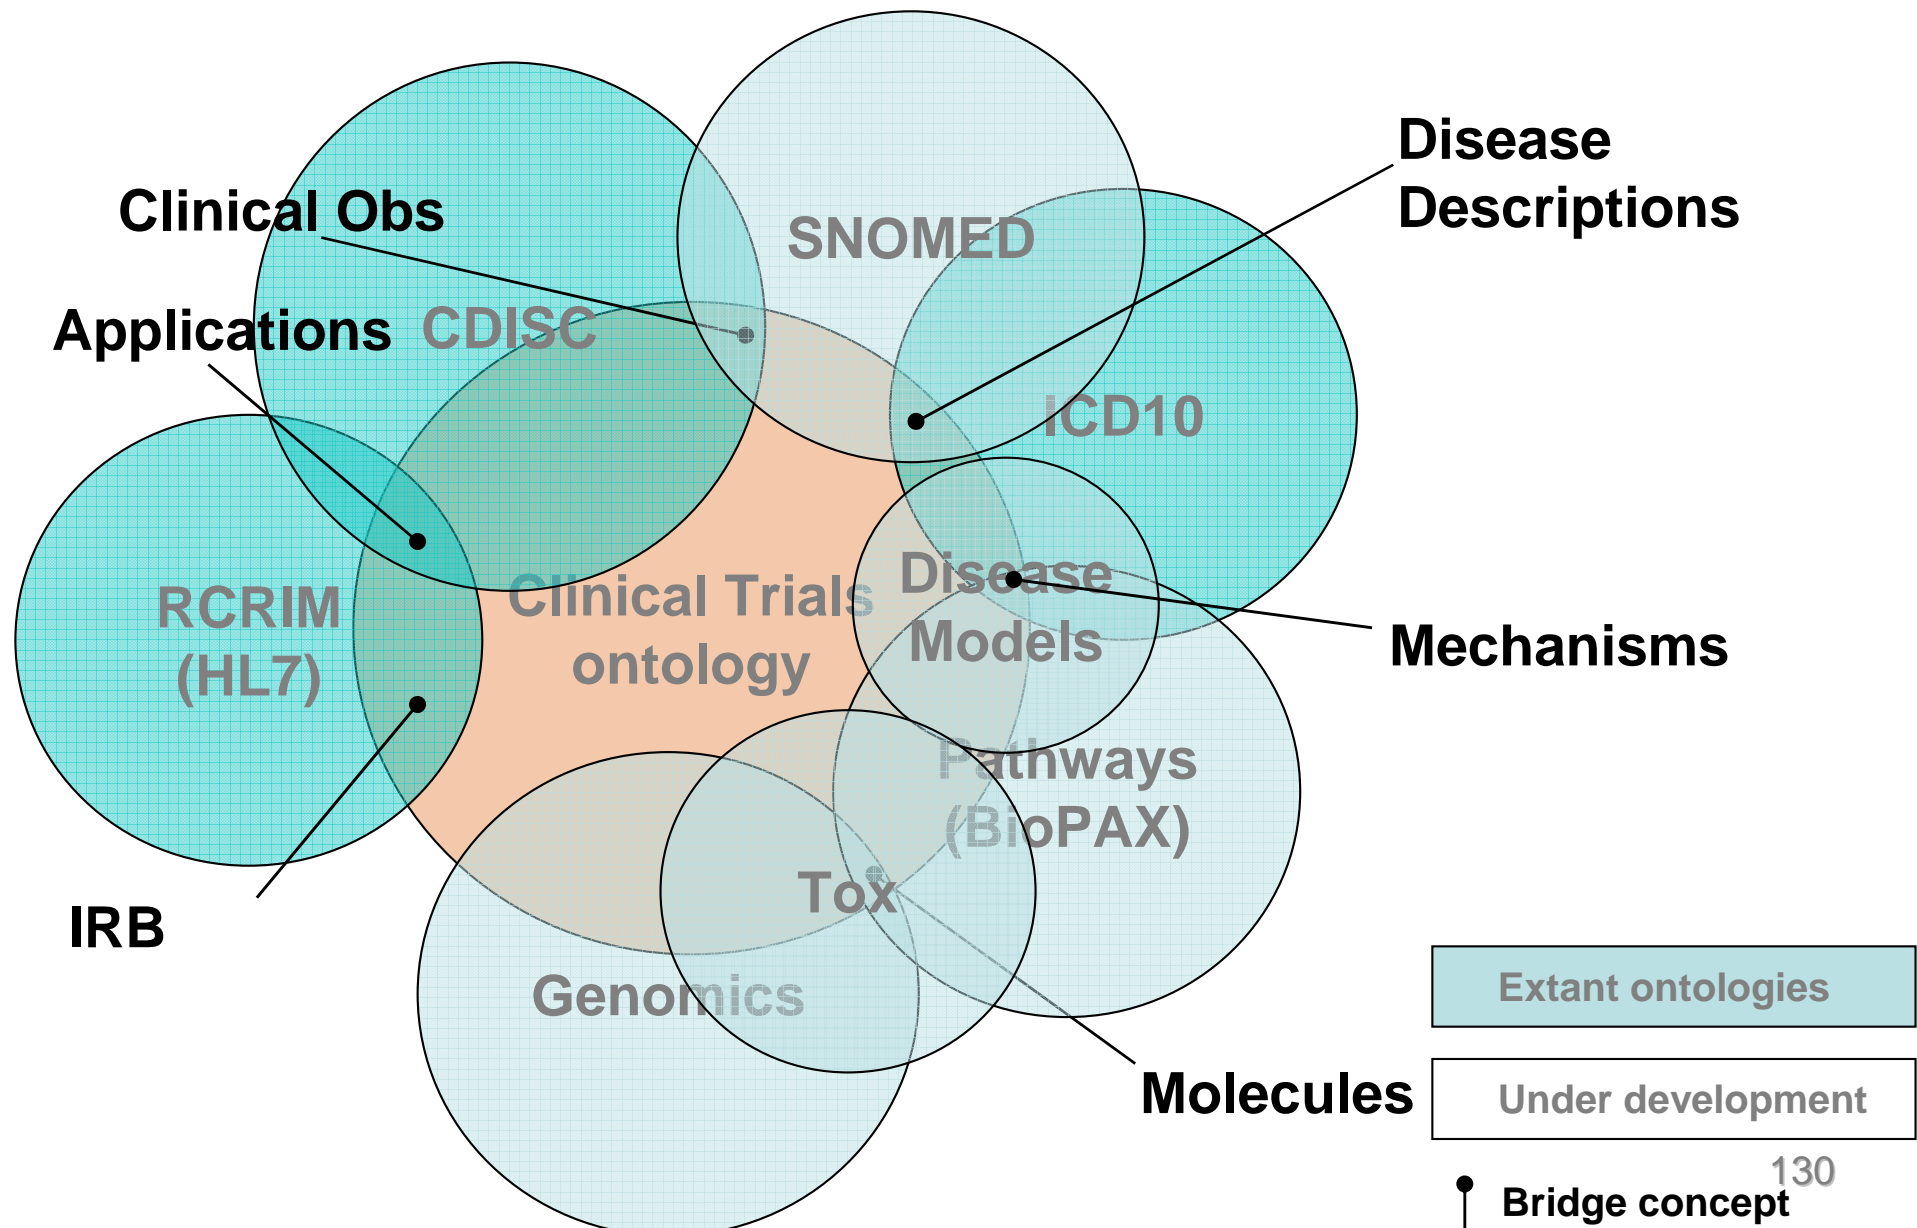 Disease
Descriptions
Clinical Obs
SNOMED
Applications
CDISC
ICD10
RCRIM
(HL7)
Clinical Trials
ontology
Disease
Models
Mechanisms
Pathways
(BioPAX)
Tox
IRB
Genomics
Molecules
Extant ontologies
Under development
130
Bridge concept